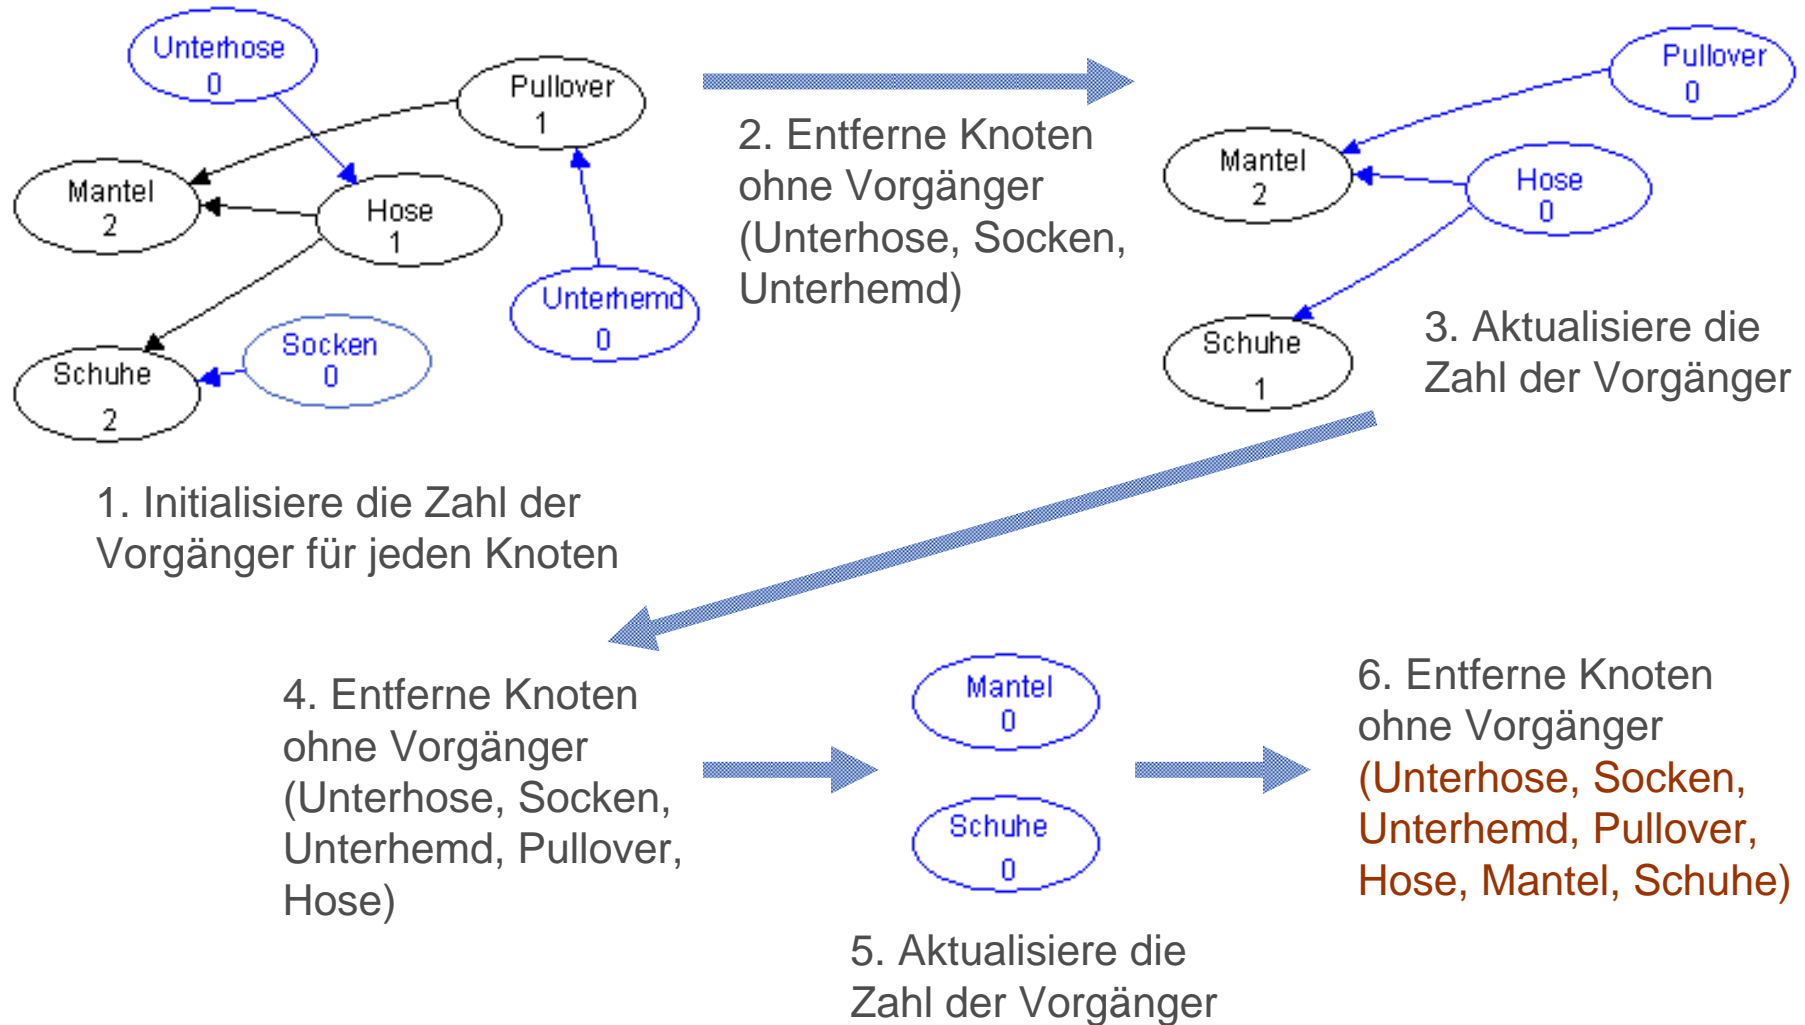 Unterhose
0
Pullover
1
Mantel
2
Hose
1
Unterhemd
0
Socken
0
Schuhe
2
1. Initialisiere die Zahl der
Vorgänger für jeden Knoten
2. Entferne Knoten
ohne Vorgänger
(Unterhose, Socken,
Unterhemd)
Pullover
0
Mantel
2
Hose
0
Schuhe
1
3. Aktualisiere die
Zahl der Vorgänger
4. Entferne Knoten
ohne Vorgänger
(Unterhose, Socken,
Unterhemd, Pullover,
Hose)
Mantel
0
Schuhe
0
5. Aktualisiere die
Zahl der Vorgänger
6. Entferne Knoten
ohne Vorgänger
(Unterhose, Socken,
Unterhemd, Pullover,
Hose, Mantel, Schuhe)